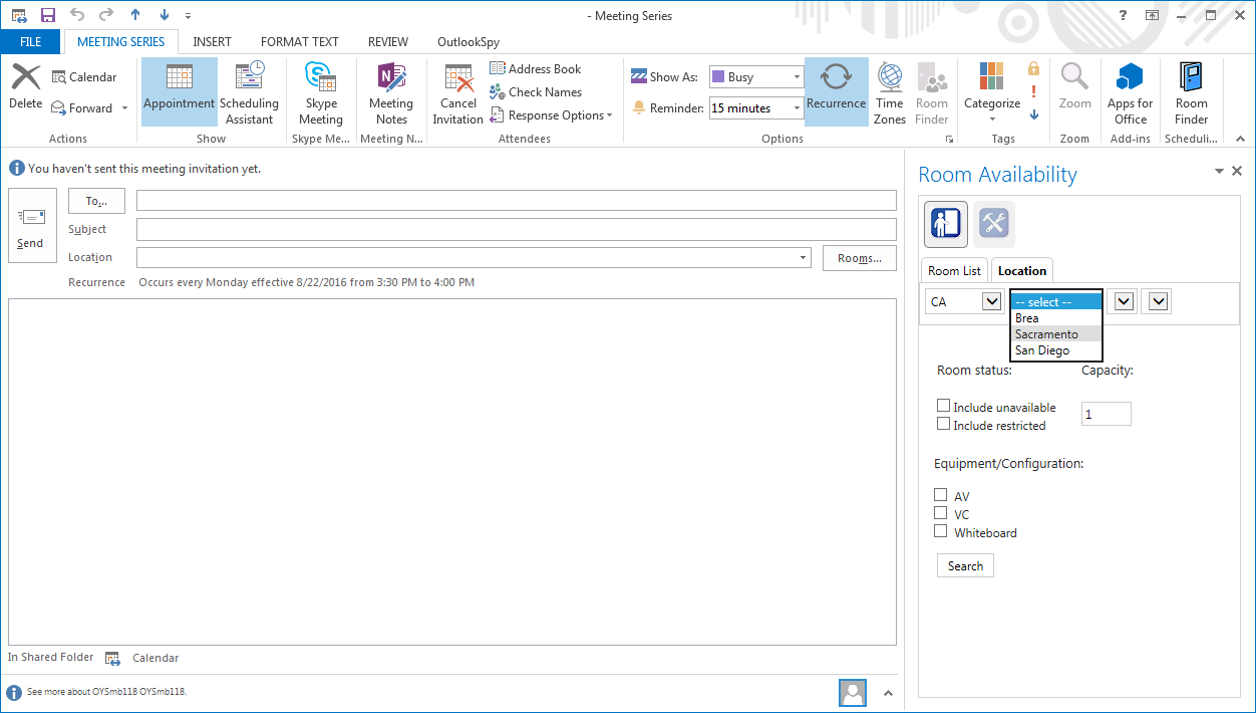 - Meeting Series
?
FILE
MEETING SERIES
INSERT
FORMAT TEXT
REVIEW
OutlookSpy
Delete
Calendar
Forward
Actions
Appointment
Scheduling
Assistant
Show
Skype
Meeting
Skype Me...
Meeting
Notes
Meeting N...
Cancel
Invitation
Address Book
Check Names
Response Options
Attendees
Show As:
Busy
Reminder:
15 minutes
Recurrence
Time
Zones
Room
Finder
Options
Categorize
Tags
Zoom
Zoom
Apps for
Office
Add-ins
Room
Finder
Scheduli...
You haven't sent this meeting invitation yet.
Send
To...
Subject
Location
Rooms...
Recurrence
Occurs every Monday effective 8/22/2016 from 3:30 PM to 4:00 PM
In Shared Folder
Calendar
See more about OYSmb118 OYSmb118.
Room Availability
Room List
Location
CA
-- select --
Brea
Sacramento
San Diego
Room status:
Capacity:
Include unavailable
1
Include restricted
Equipment/Configuration:
AV
VC
Whiteboard
Search